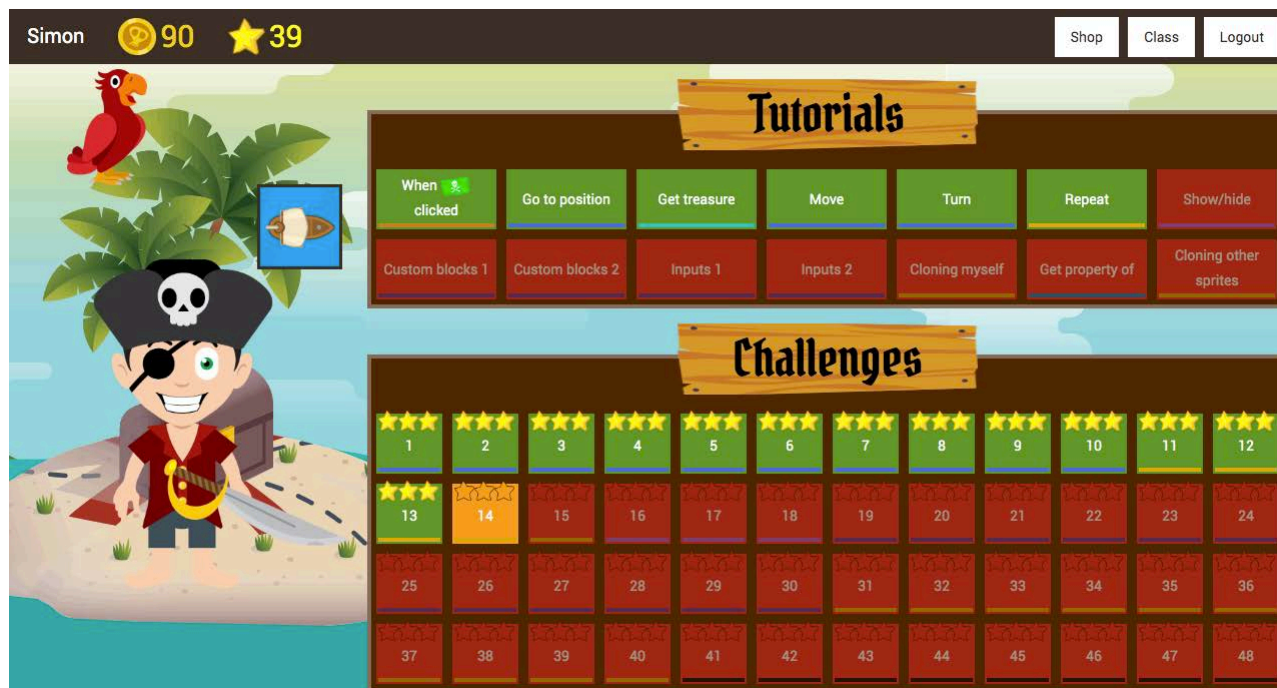 Simon 90 39 Shop Class Logout
Tutorials
When clicked Go to position Get treasure Move Turn Repeat Show/hide
Custom blocks 1 Custom blocks 2 Inputs 1 Inputs 2 Cloning myself Get property of Cloning other sprites
Challenges
1 2 3 4 5 6 7 8 9 10 11 12
13 14 15 16 17 18 19 20 21 22 23 24
25 26 27 28 29 30 31 32 33 34 35 36
37 38 39 40 41 42 43 44 45 46 47 48